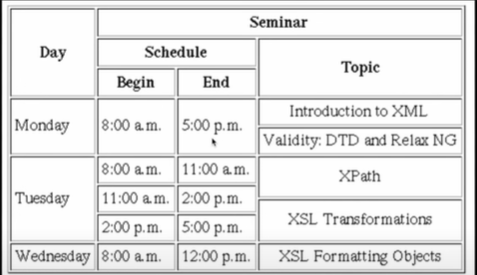 Day
Seminar
Schedule
Topic
Begin
End
Monday
8:00 a.m.
5:00 p.m.
Introduction to XML
Validity: DTD and Relax NG
Tuesday
8:00 a.m.
11:00 a.m.
XPath
11:00 a.m.
2:00 p.m.
XSL Transformations
2:00 p.m.
5:00 p.m.
Wednesday
8:00 a.m.
12:00 p.m.
XSL Formatting Objects